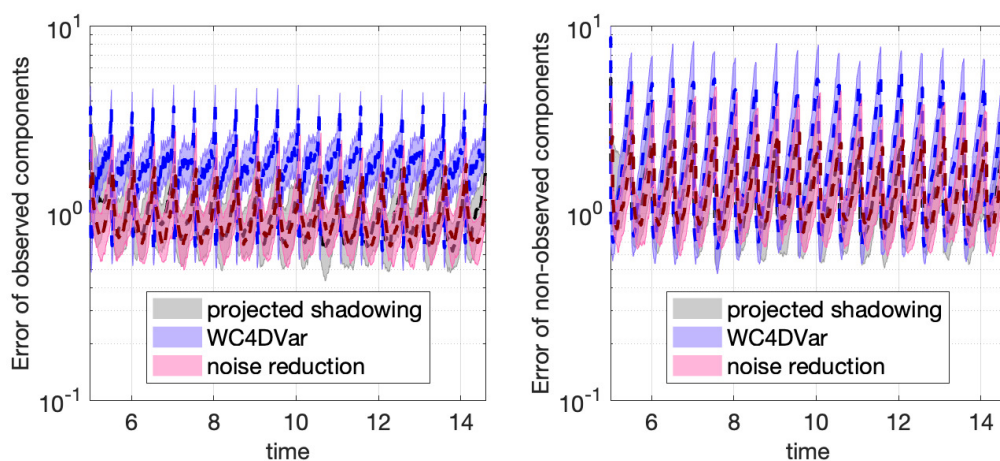 Error of observed components
10^1
10^0
10^-1
projected shadowing
WC4DVar
noise reduction
6 8 10 12 14
time
Error of non-observed components
10^1
10^0
10^-1
projected shadowing
WC4DVar
noise reduction
6 8 10 12 14
time